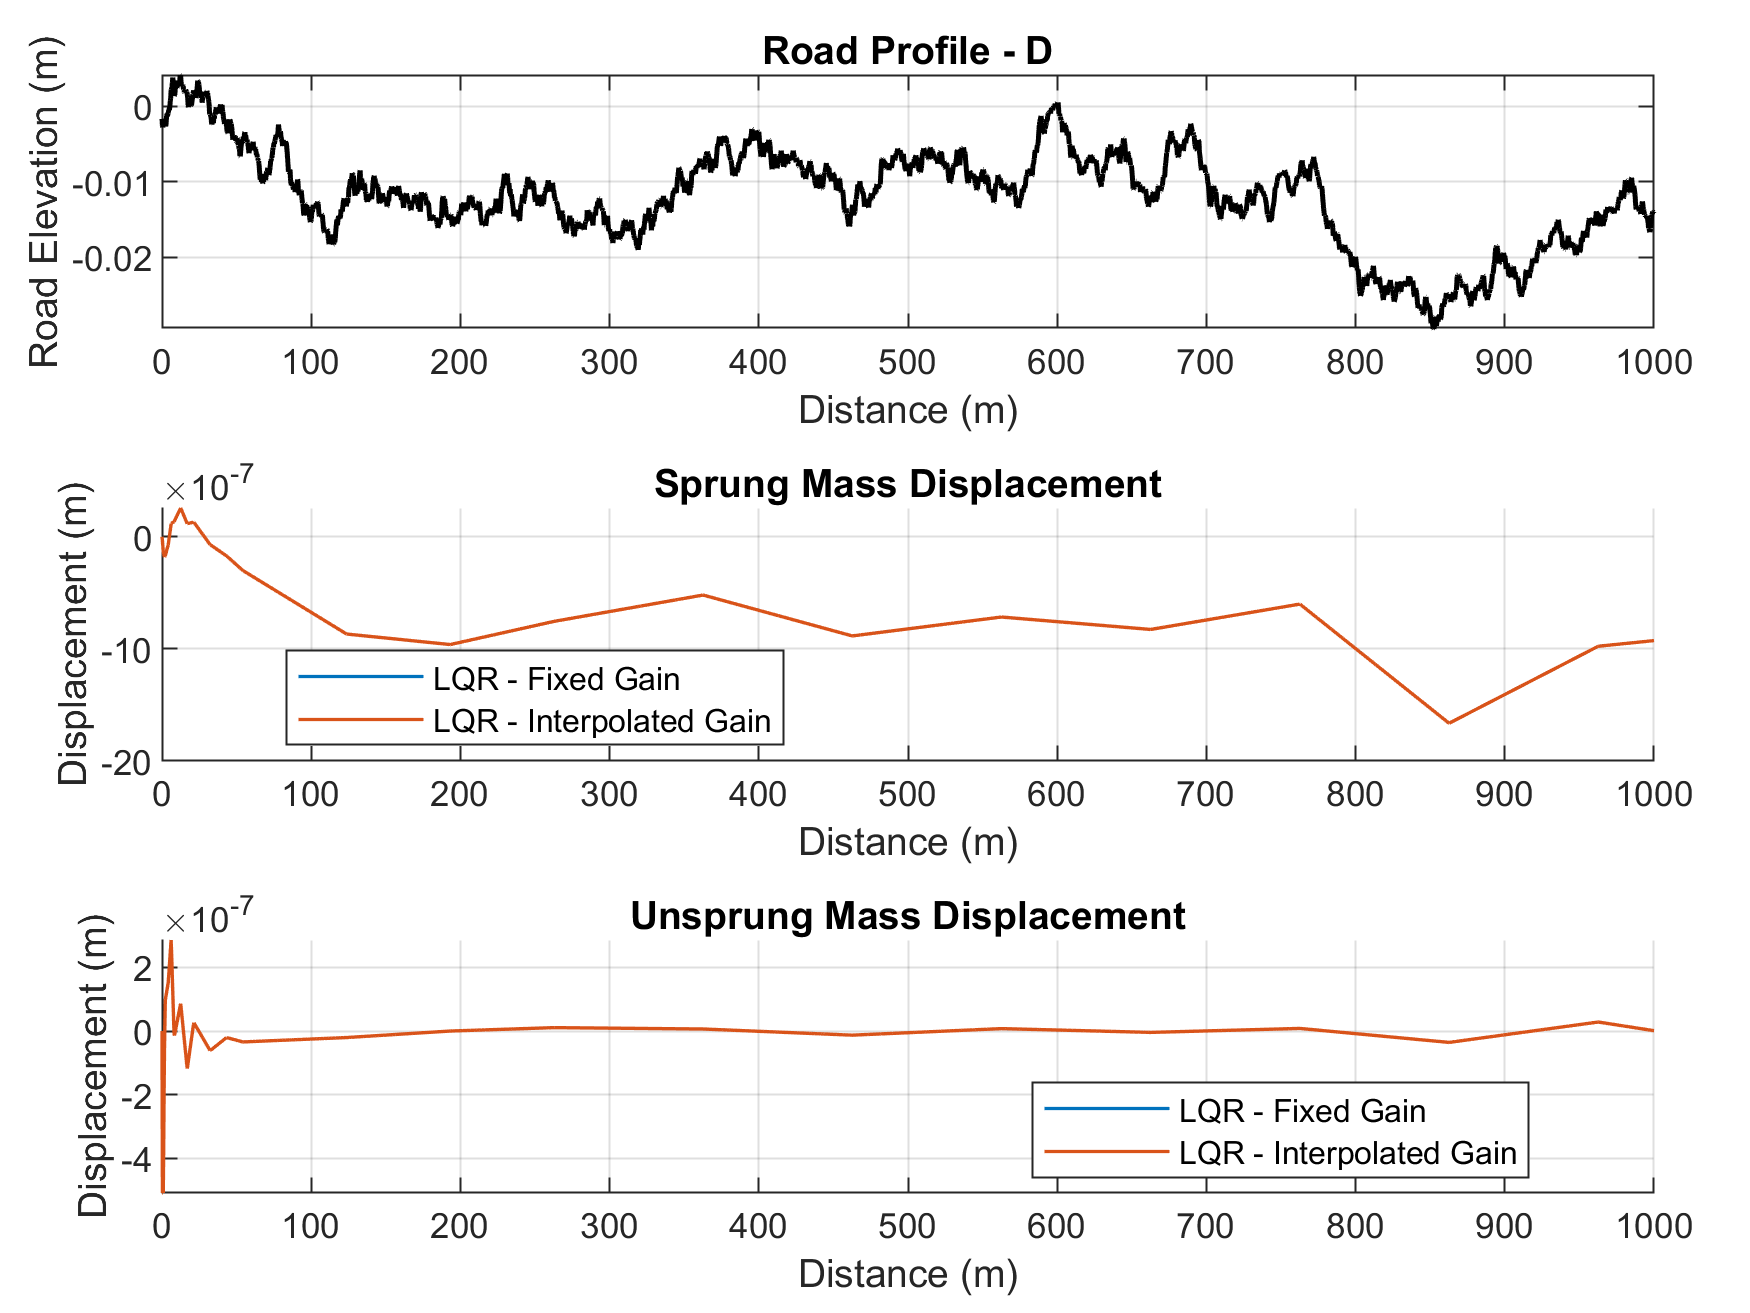 Road Profile - D
Road Elevation (m)
0
-0.01
-0.02
0 100 200 300 400 500 600 700 800 900 1000
Distance (m)
Sprung Mass Displacement
×10^-7
Displacement (m)
0
-10
-20
LQR - Fixed Gain
LQR - Interpolated Gain
0 100 200 300 400 500 600 700 800 900 1000
Distance (m)
Unsprung Mass Displacement
×10^-7
Displacement (m)
2
0
-2
-4
LQR - Fixed Gain
LQR - Interpolated Gain
0 100 200 300 400 500 600 700 800 900 1000
Distance (m)